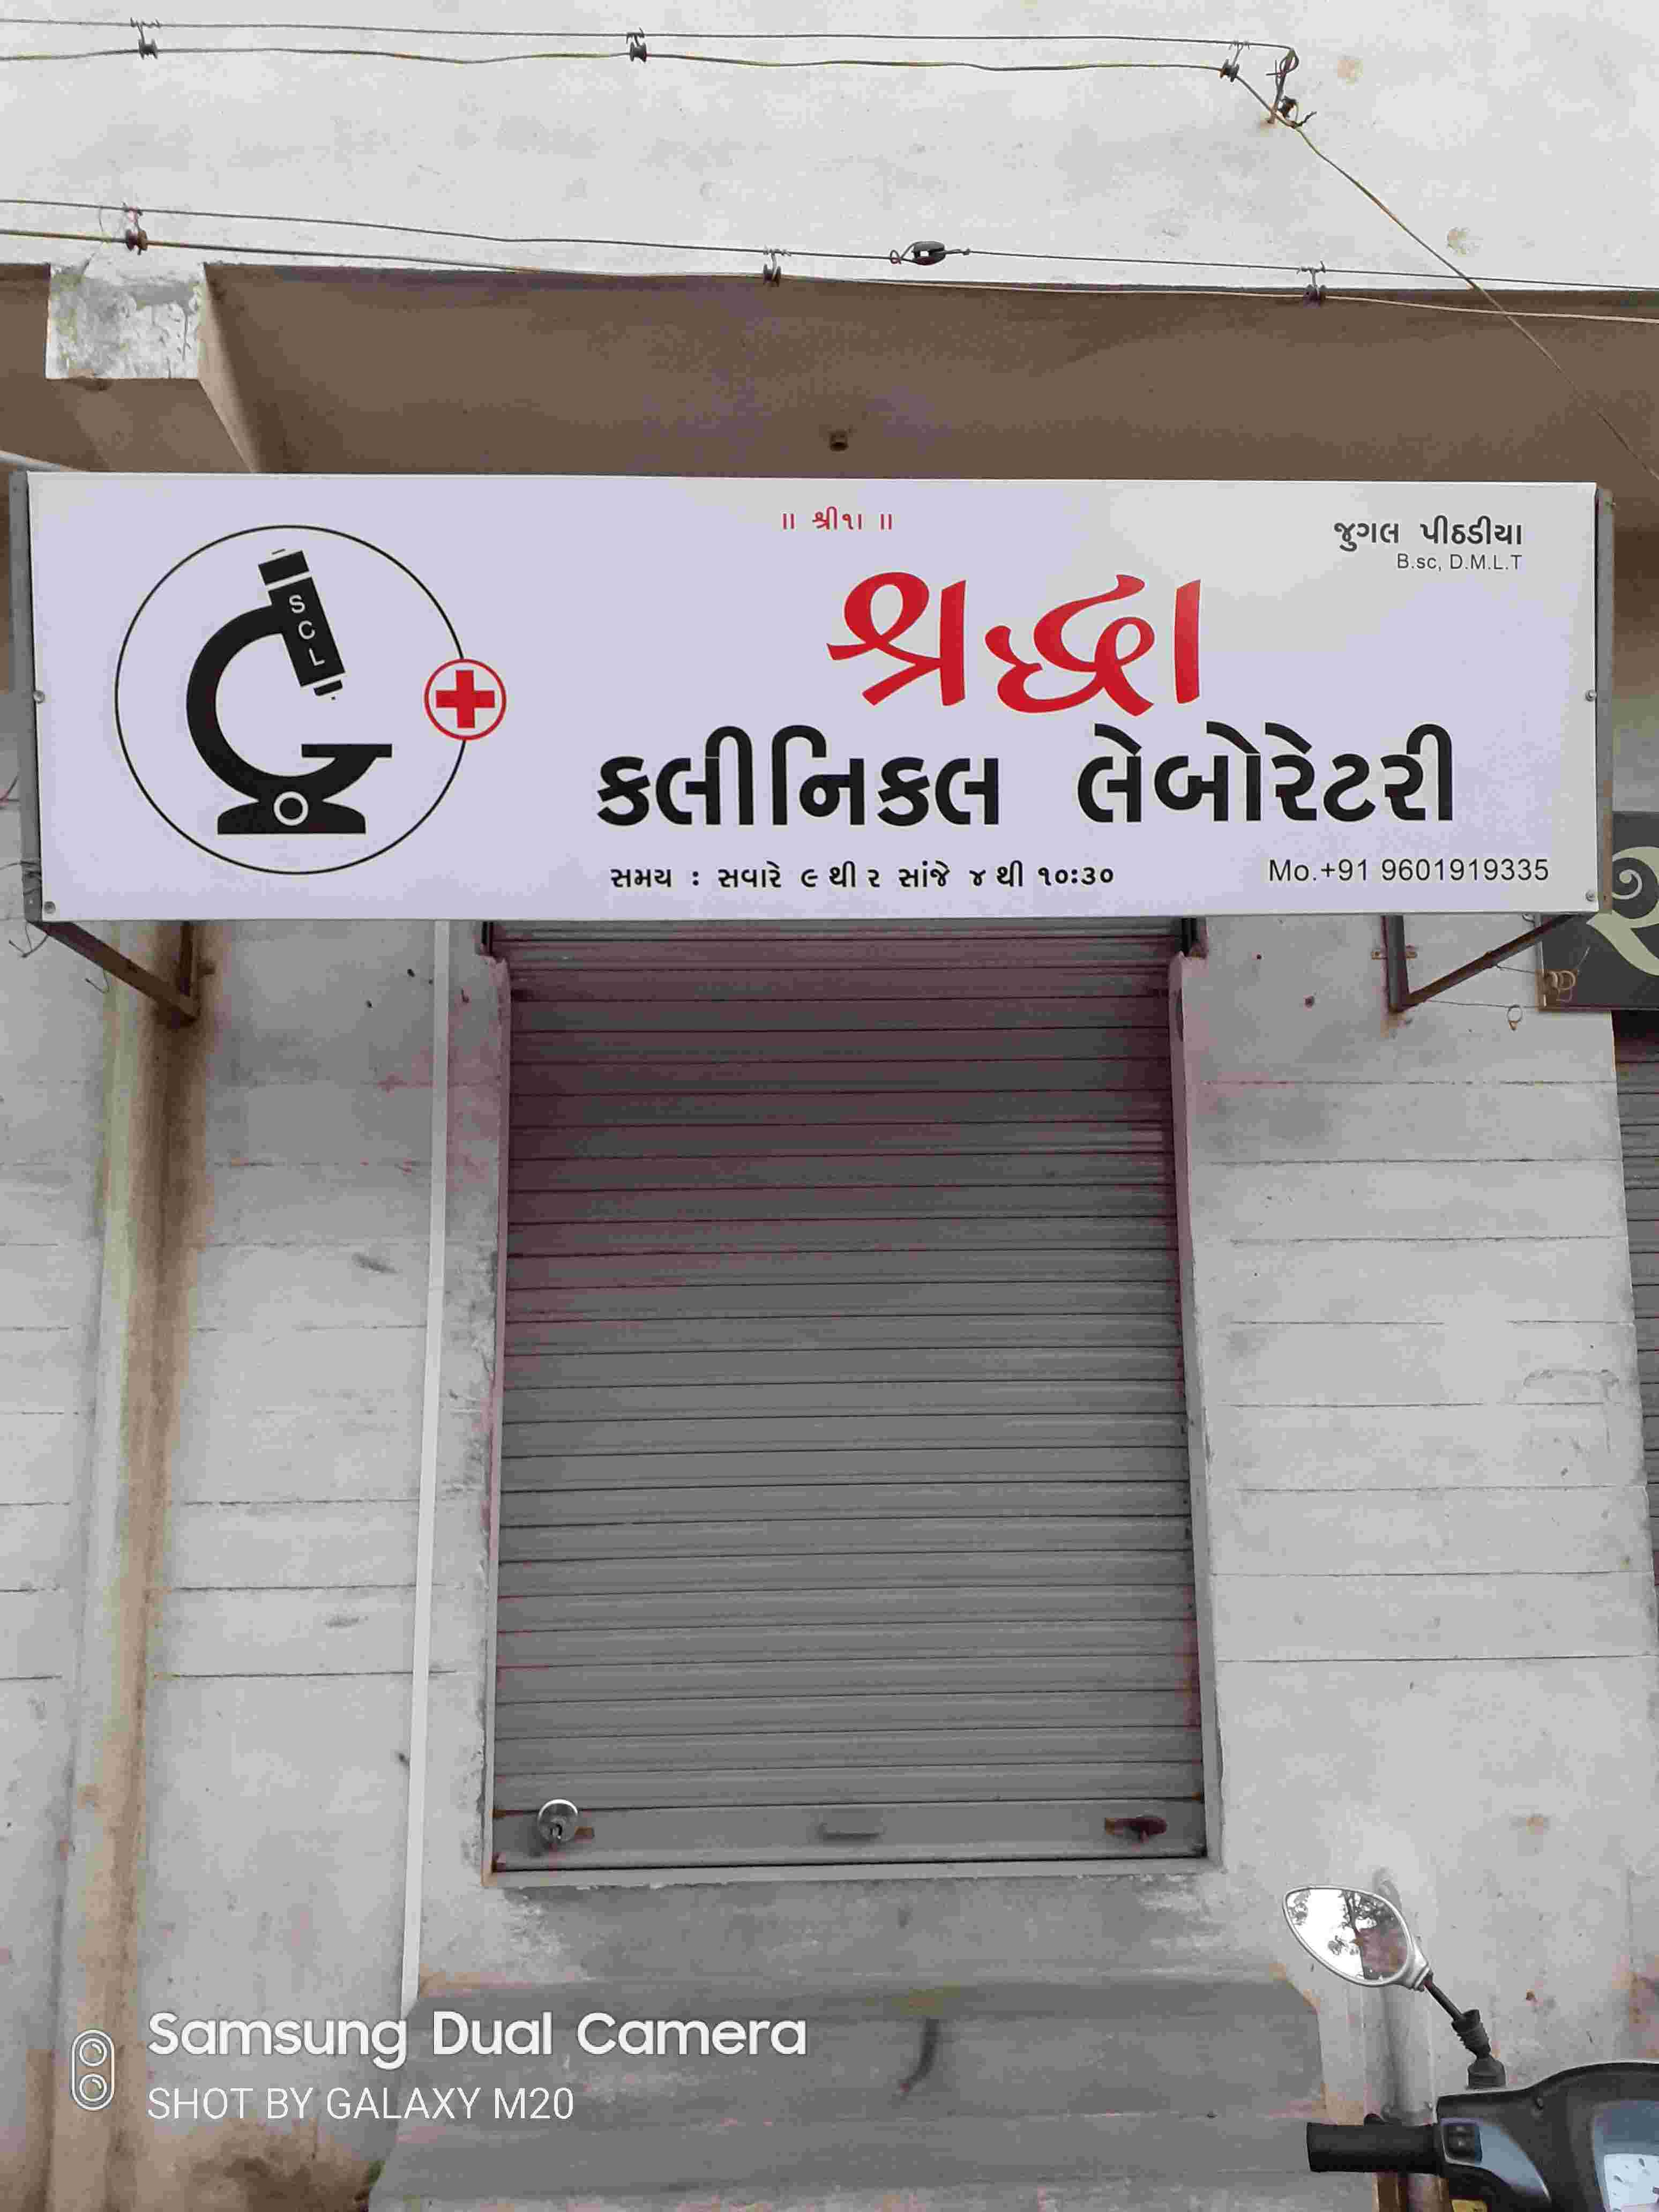 ॥ શ્રી૧। ॥
જુગલ પીઠડીયા
B.sc, D.M.L.T
S
C
L
શ્રદ્ધા
કલીનિકલ લેબોરેટરી
સમય : સવારે ૯ થી ૨ સાંજે ૪ થી ૧૦:૩૦
Mo.+91 9601919335
Samsung Dual Camera
SHOT BY GALAXY M20